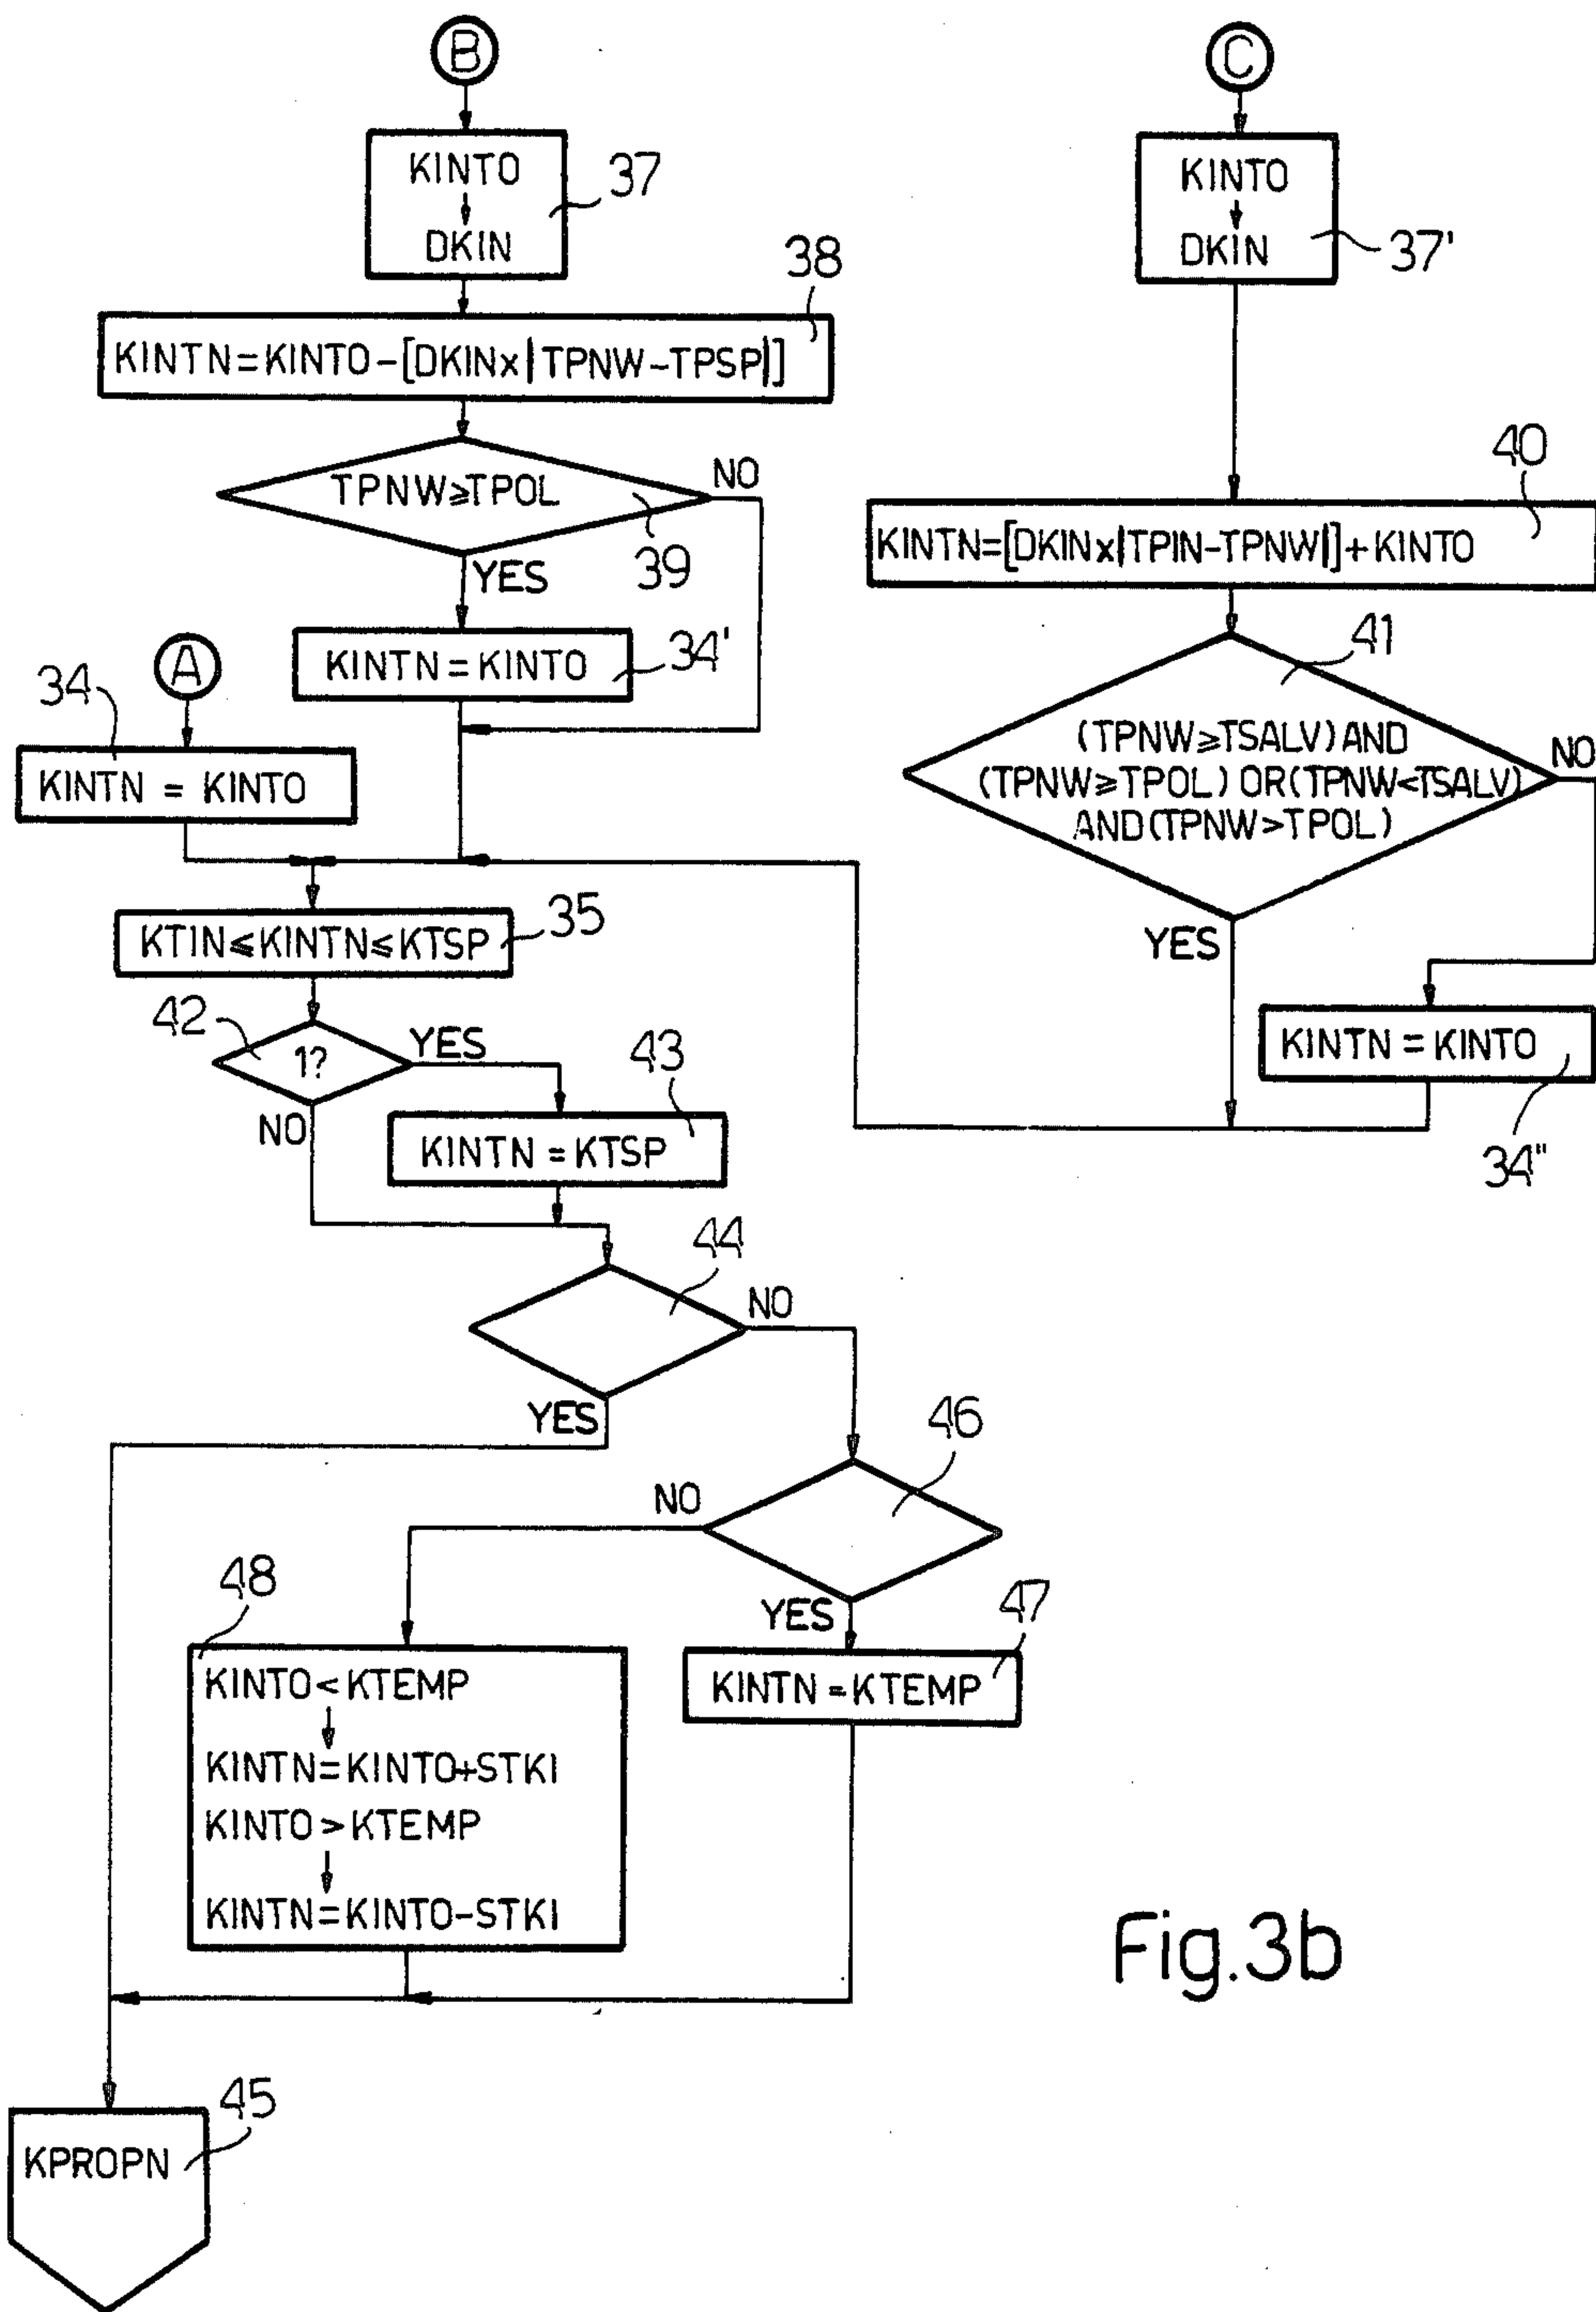 B
KINTO
DKIN
37
38
KINTN=KINTO-[DKINx|TPNW-TPSP|]
TPNW≥TPOL
NO
39
YES
KINTN=KINTO
34'
A
34
KINTN = KINTO
C
KINTO
DKIN
37'
40
KINTN=[DKINx|TPIN-TPNW|]+KINTO
41
(TPNW≥TSALV)AND
(TPNW≥TPOL) OR(TPNW<TSALV)
AND(TPNW>TPOL)
NO
YES
KINTN=KINTO
34"
KTIN≤KINTN≤KTSP
35
42
1?
YES
NO
43
KINTN=KTSP
44
NO
YES
46
NO
YES
47
KINTN=KTEMP
48
KINTO<KTEMP
KINTN=KINTO+STKI
KINTO>KTEMP
KINTN=KINTO-STKI
45
KPROPN
Fig.3b